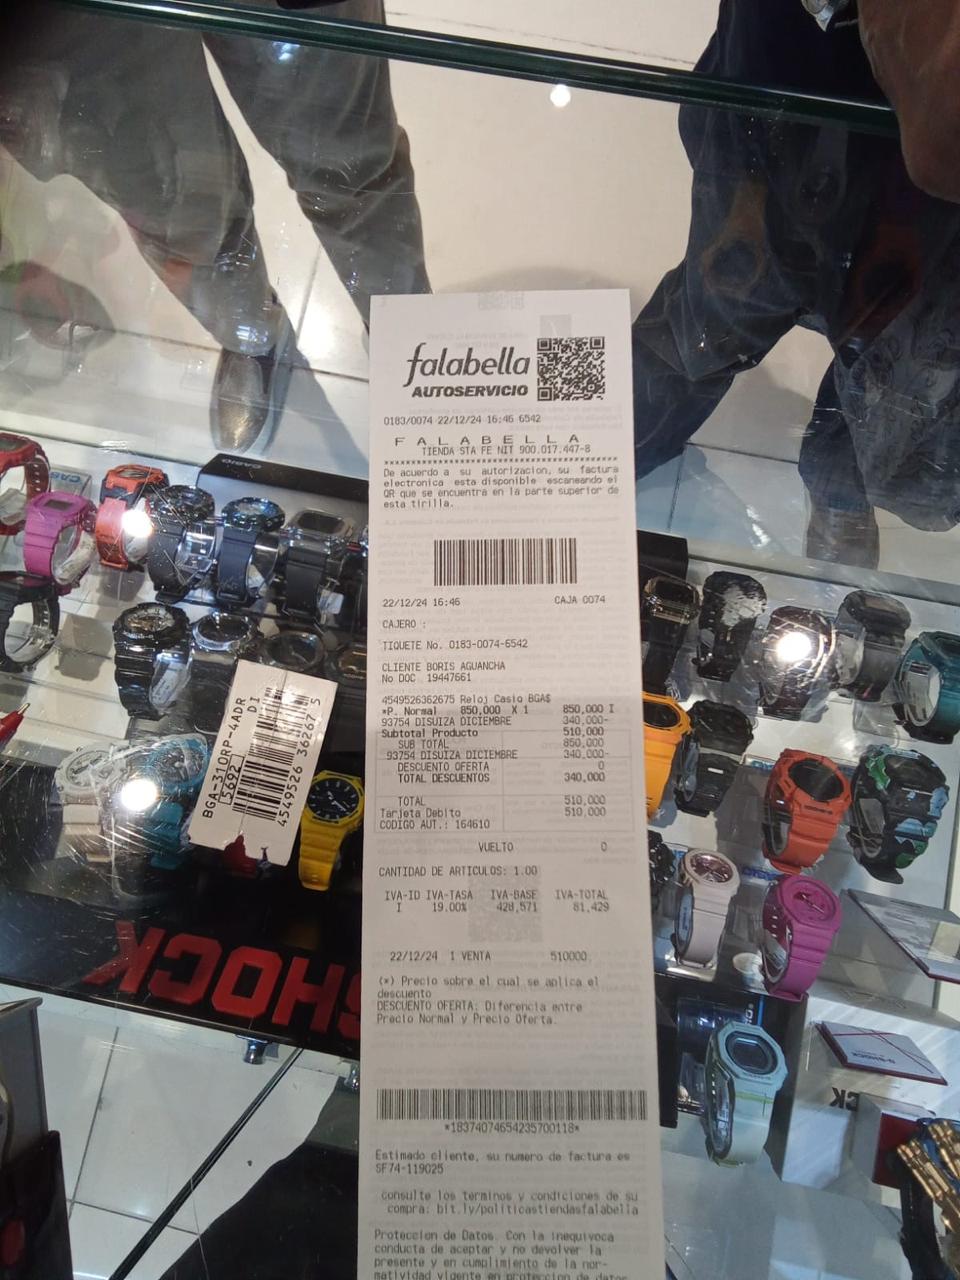 falabella
AUTOSERVICIO
0183/0074 22/12/24 16:46 6542
FALABELLA
TIENDA STA FE NIT 900.017.447-8
De acuerdo a su autorizacion, su factura
electronica esta disponible escaneando el
QR que se encuentra en la parte superior de
esta tirilla.
22/12/24 16:46 CAJA 0074
CAJERO :
TIQUETE No. 0183-0074-6542
CLIENTE BORIS AGUANCHA
No DOC . 19447661
4549526362675 Reloj Casio BGA$
*P. Normal 850,000 X 1 850,000 I
93754 DISUIZA DICIEMBRE 340,000-
Subtotal Producto 510,000
SUB TOTAL 850,000
93754 DISUIZA DICIEMBRE 340,000-
DESCUENTO OFERTA 0
TOTAL DESCUENTOS 340,000
TOTAL 510,000
Tarjeta Debito 510,000
CODIGO AUT.: 164610
VUELTO 0
CANTIDAD DE ARTICULOS: 1.00
IVA-ID IVA-TASA IVA-BASE IVA-TOTAL
I 19.00% 428,571 81,429
22/12/24 1 VENTA 510000
(*) Precio sobre el cual se aplica el
descuento
DESCUENTO OFERTA: Diferencia entre
Precio Normal y Precio Oferta.
*18374074654235700118*
Estimado cliente, su numero de factura es
SF74-119025
consulte los terminos y condiciones de su
compra: bit.ly/politicastiendasfalabella
Proteccion de Datos. Con la inequivoca
conducta de aceptar y no devolver la
presente y en cumplimiento de la nor-
matividad vigente en proteccion de datos
BGA-310RP-4ADR
DI
5692
4549526 36267 5
CASIO
SHOCK
G-SHOCK